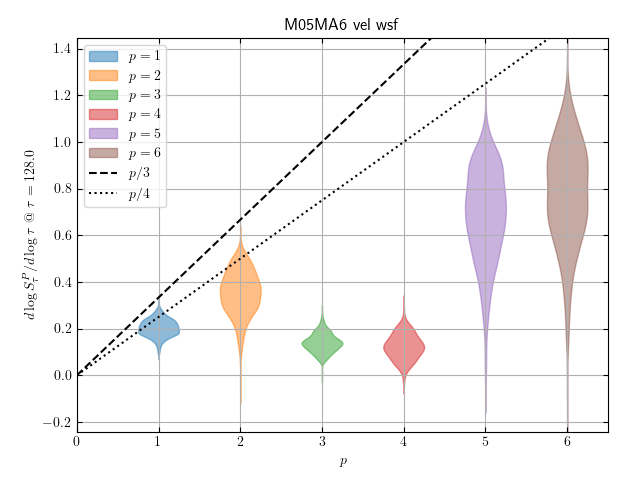 M05MA6 vel wsf
1.4
1.2
1.0
0.8
0.6
0.4
0.2
0.0
−0.2
d log S_τ^P / d log τ @ τ = 128.0
p = 1
p = 2
p = 3
p = 4
p = 5
p = 6
p/3
p/4
0 1 2 3 4 5 6
p